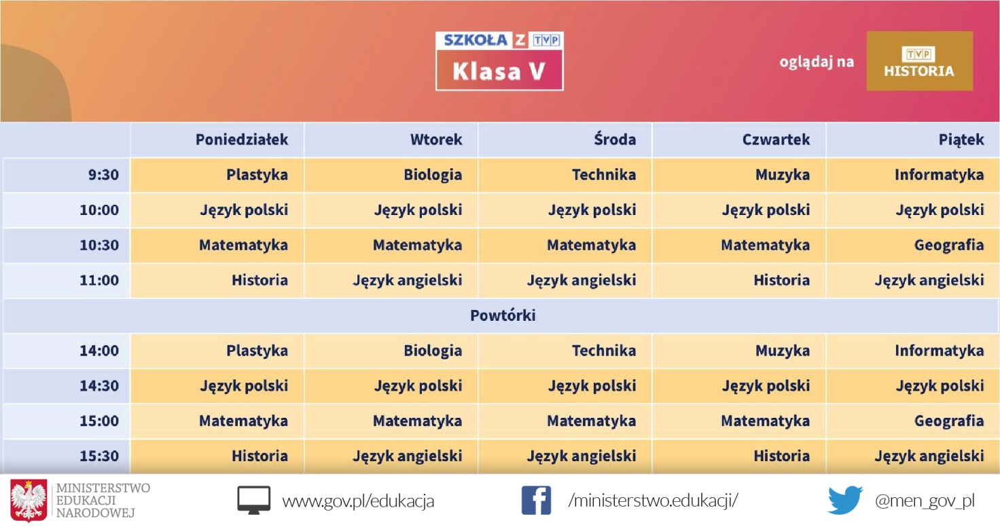 SZKOŁA Z TVP
Klasa V
oglądaj na
TVP
HISTORIA
Poniedziałek Wtorek Środa Czwartek Piątek
9:30 Plastyka Biologia Technika Muzyka Informatyka
10:00 Język polski Język polski Język polski Język polski Język polski
10:30 Matematyka Matematyka Matematyka Matematyka Geografia
11:00 Historia Język angielski Język angielski Historia Język angielski
Powtórki
14:00 Plastyka Biologia Technika Muzyka Informatyka
14:30 Język polski Język polski Język polski Język polski Język polski
15:00 Matematyka Matematyka Matematyka Matematyka Geografia
15:30 Historia Język angielski Język angielski Historia Język angielski
MINISTERSTWO
EDUKACJI
NARODOWEJ
www.gov.pl/edukacja
/ministerstwo.edukacji/
@men_gov_pl